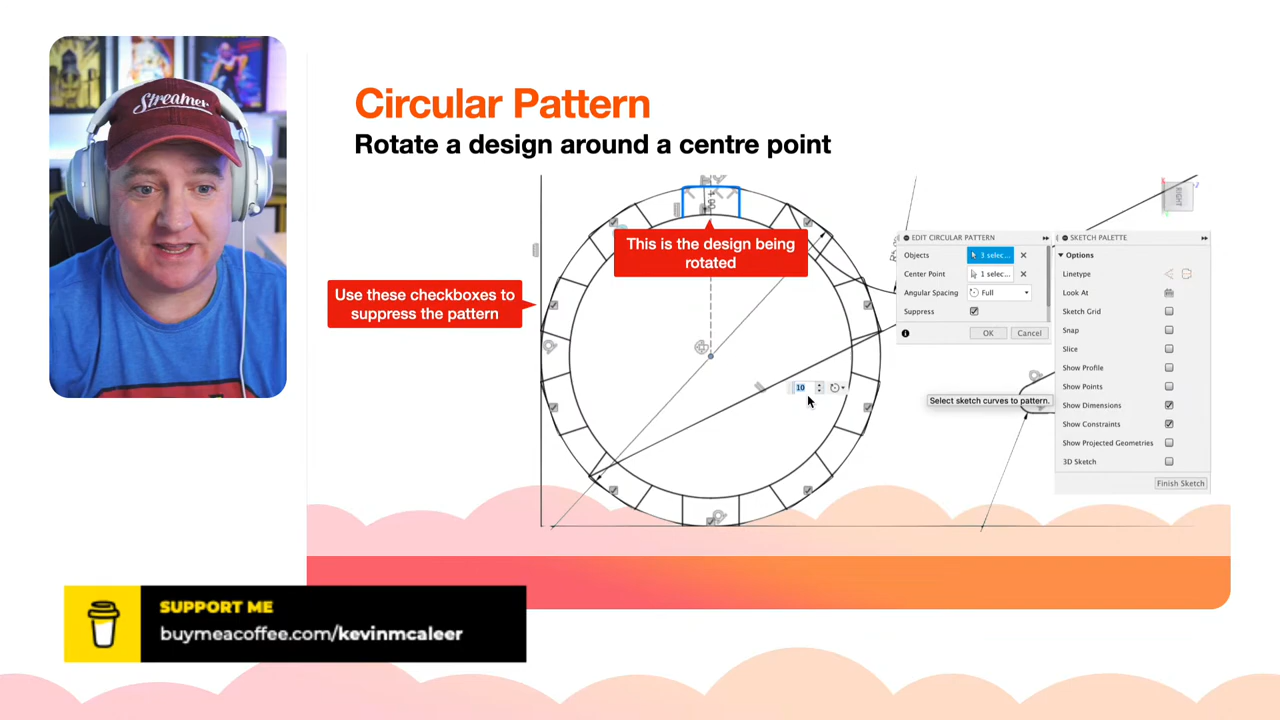 Streamer
Circular Pattern
Rotate a design around a centre point
This is the design being
rotated
Use these checkboxes to
suppress the pattern
10
EDIT CIRCULAR PATTERN
Objects
3 selec...
Center Point
1 selec...
Angular Spacing
Full
Suppress
OK
Cancel
Select sketch curves to pattern.
RIGHT
SKETCH PALETTE
Options
Linetype
Look At
Sketch Grid
Snap
Slice
Show Profile
Show Points
Show Dimensions
Show Constraints
Show Projected Geometries
3D Sketch
Finish Sketch
SUPPORT ME
buymeacoffee.com/kevinmcaleer